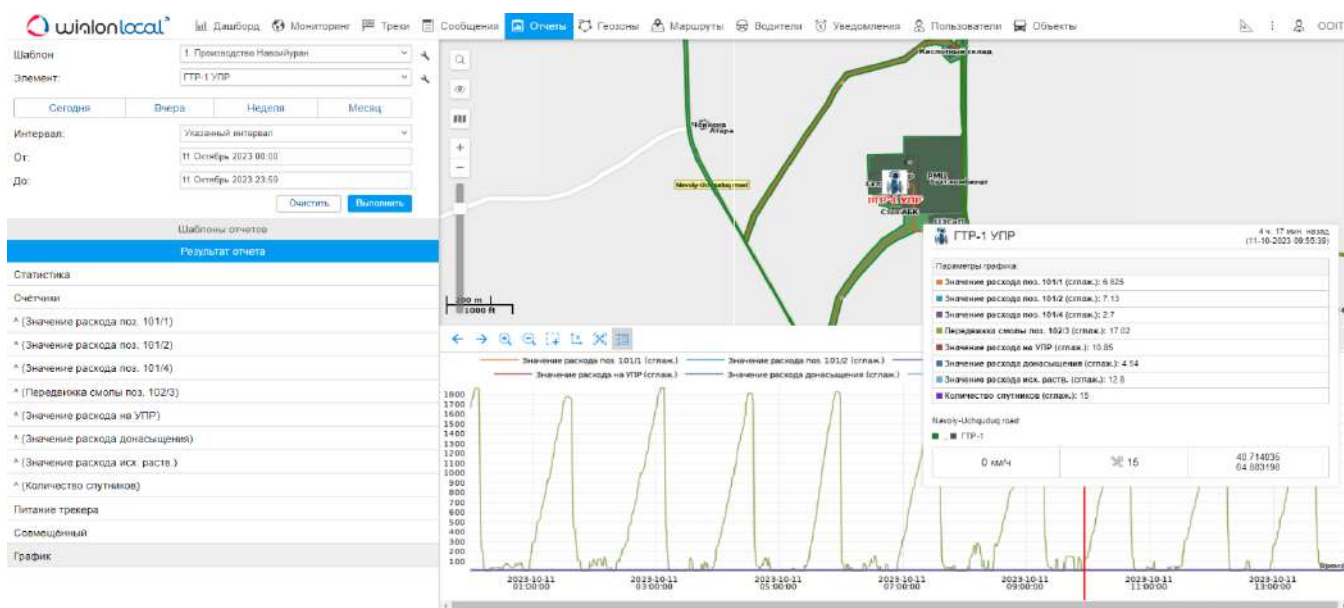 wialon local
Дашборд Мониторинг Треки Сообщения Отчеты Геозоны Маршруты Водители Уведомления Пользователи Объекты
Шаблон
1. Производство Навоийуран
Элемент:
ГТР-1 УПР
Сегодня Вчера Неделя Месяц
Интервал:
Указанный интервал
От:
11 Октябрь 2023 00:00
До:
11 Октябрь 2023 23:59
Очистить Выполнить
Шаблоны отчетов
Результат отчета
Статистика
Счётчики
^ (Значение расхода поз. 101/1)
^ (Значение расхода поз. 101/2)
^ (Значение расхода поз. 101/4)
^ (Передвижка смолы поз. 102/3)
^ (Значение расхода на УПР)
^ (Значение расхода донасыщения)
^ (Значение расхода исх. раств.)
^ (Количество спутников)
Питание трекера
Совмещённый
График
Кислотный склад
Navoiy-Uchquduq road
РМЦ
ГТР-1 УПР
200 m
1000 ft
ГТР-1 УПР
4 ч. 17 мин. назад
(11-10-2023 09:55:39)
Параметры графика:
Значение расхода поз. 101/1 (сглаж.): 6.625
Значение расхода поз. 101/2 (сглаж.): 7.13
Значение расхода поз. 101/4 (сглаж.): 2.7
Передвижка смолы поз. 102/3 (сглаж.): 17.02
Значение расхода на УПР (сглаж.): 10.85
Значение расхода донасыщения (сглаж.): 4.54
Значение расхода исх. раств. (сглаж.): 12.8
Количество спутников (сглаж.): 15
Navoiy-Uchquduq road
ГТР-1
0 км/ч 15 40.714036
64.683198
Значение расхода поз. 101/1 (сглаж.) Значение расхода поз. 101/2 (сглаж.)
Значение расхода на УПР (сглаж.) Значение расхода донасыщения (сглаж.)
1800
1700
1600
1500
1400
1300
1200
1100
1000
900
800
700
600
500
400
300
200
100
Время
2023-10-11 2023-10-11 2023-10-11 2023-10-11 2023-10-11 2023-10-11 2023-10-11
01:00:00 03:00:00 05:00:00 07:00:00 09:00:00 11:00:00 13:00:00